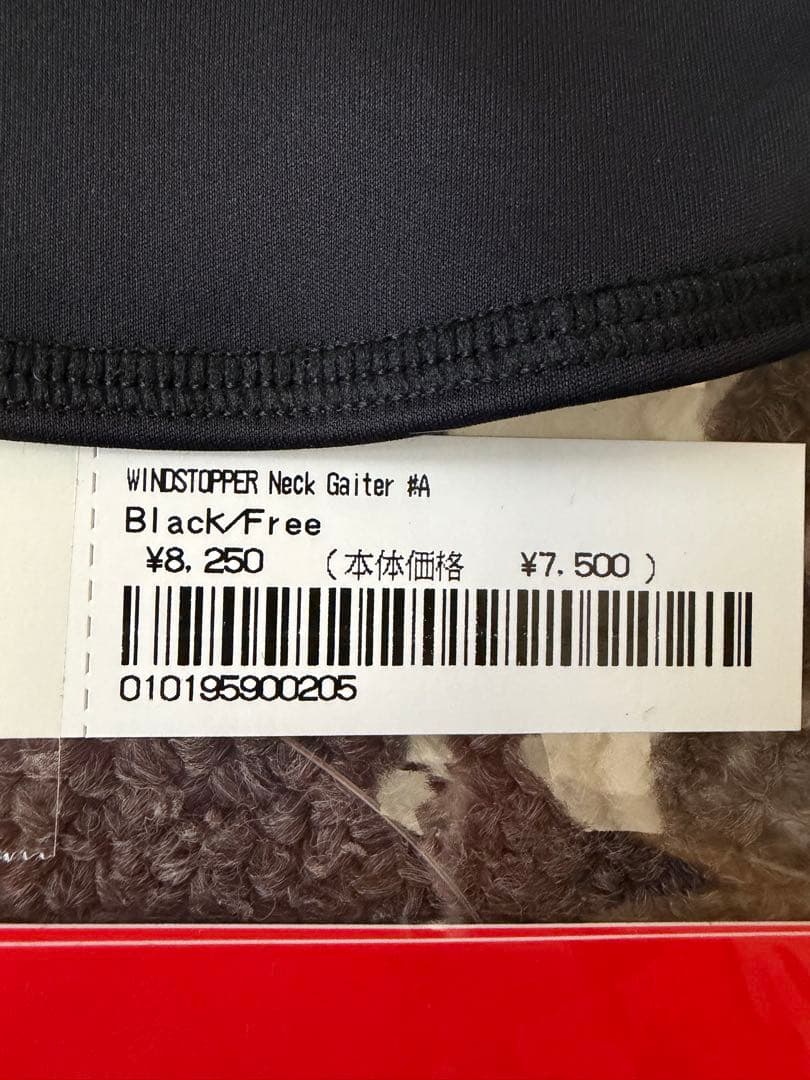 WINDSTOPPER Neck Gaiter #A
Black/Free
¥8,250 (本体価格 ¥7,500)
010195900205